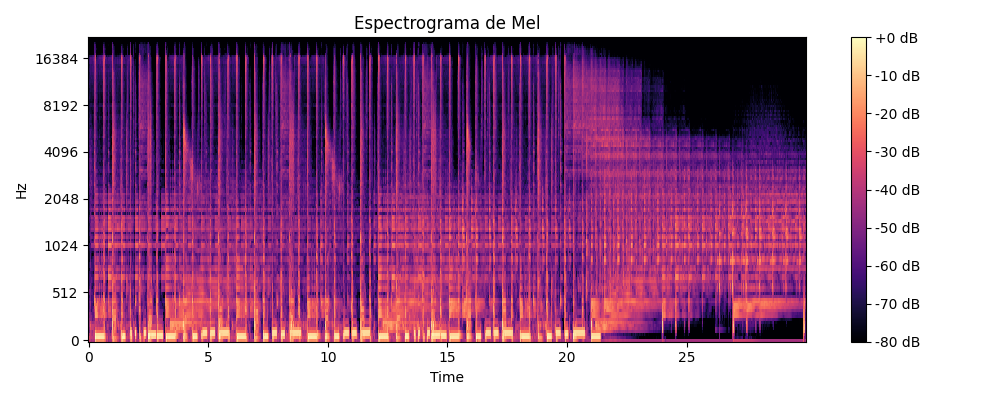 Espectrograma de Mel
Hz
16384
8192
4096
2048
1024
512
0
0 5 10 15 20 25
Time
+0 dB
-10 dB
-20 dB
-30 dB
-40 dB
-50 dB
-60 dB
-70 dB
-80 dB